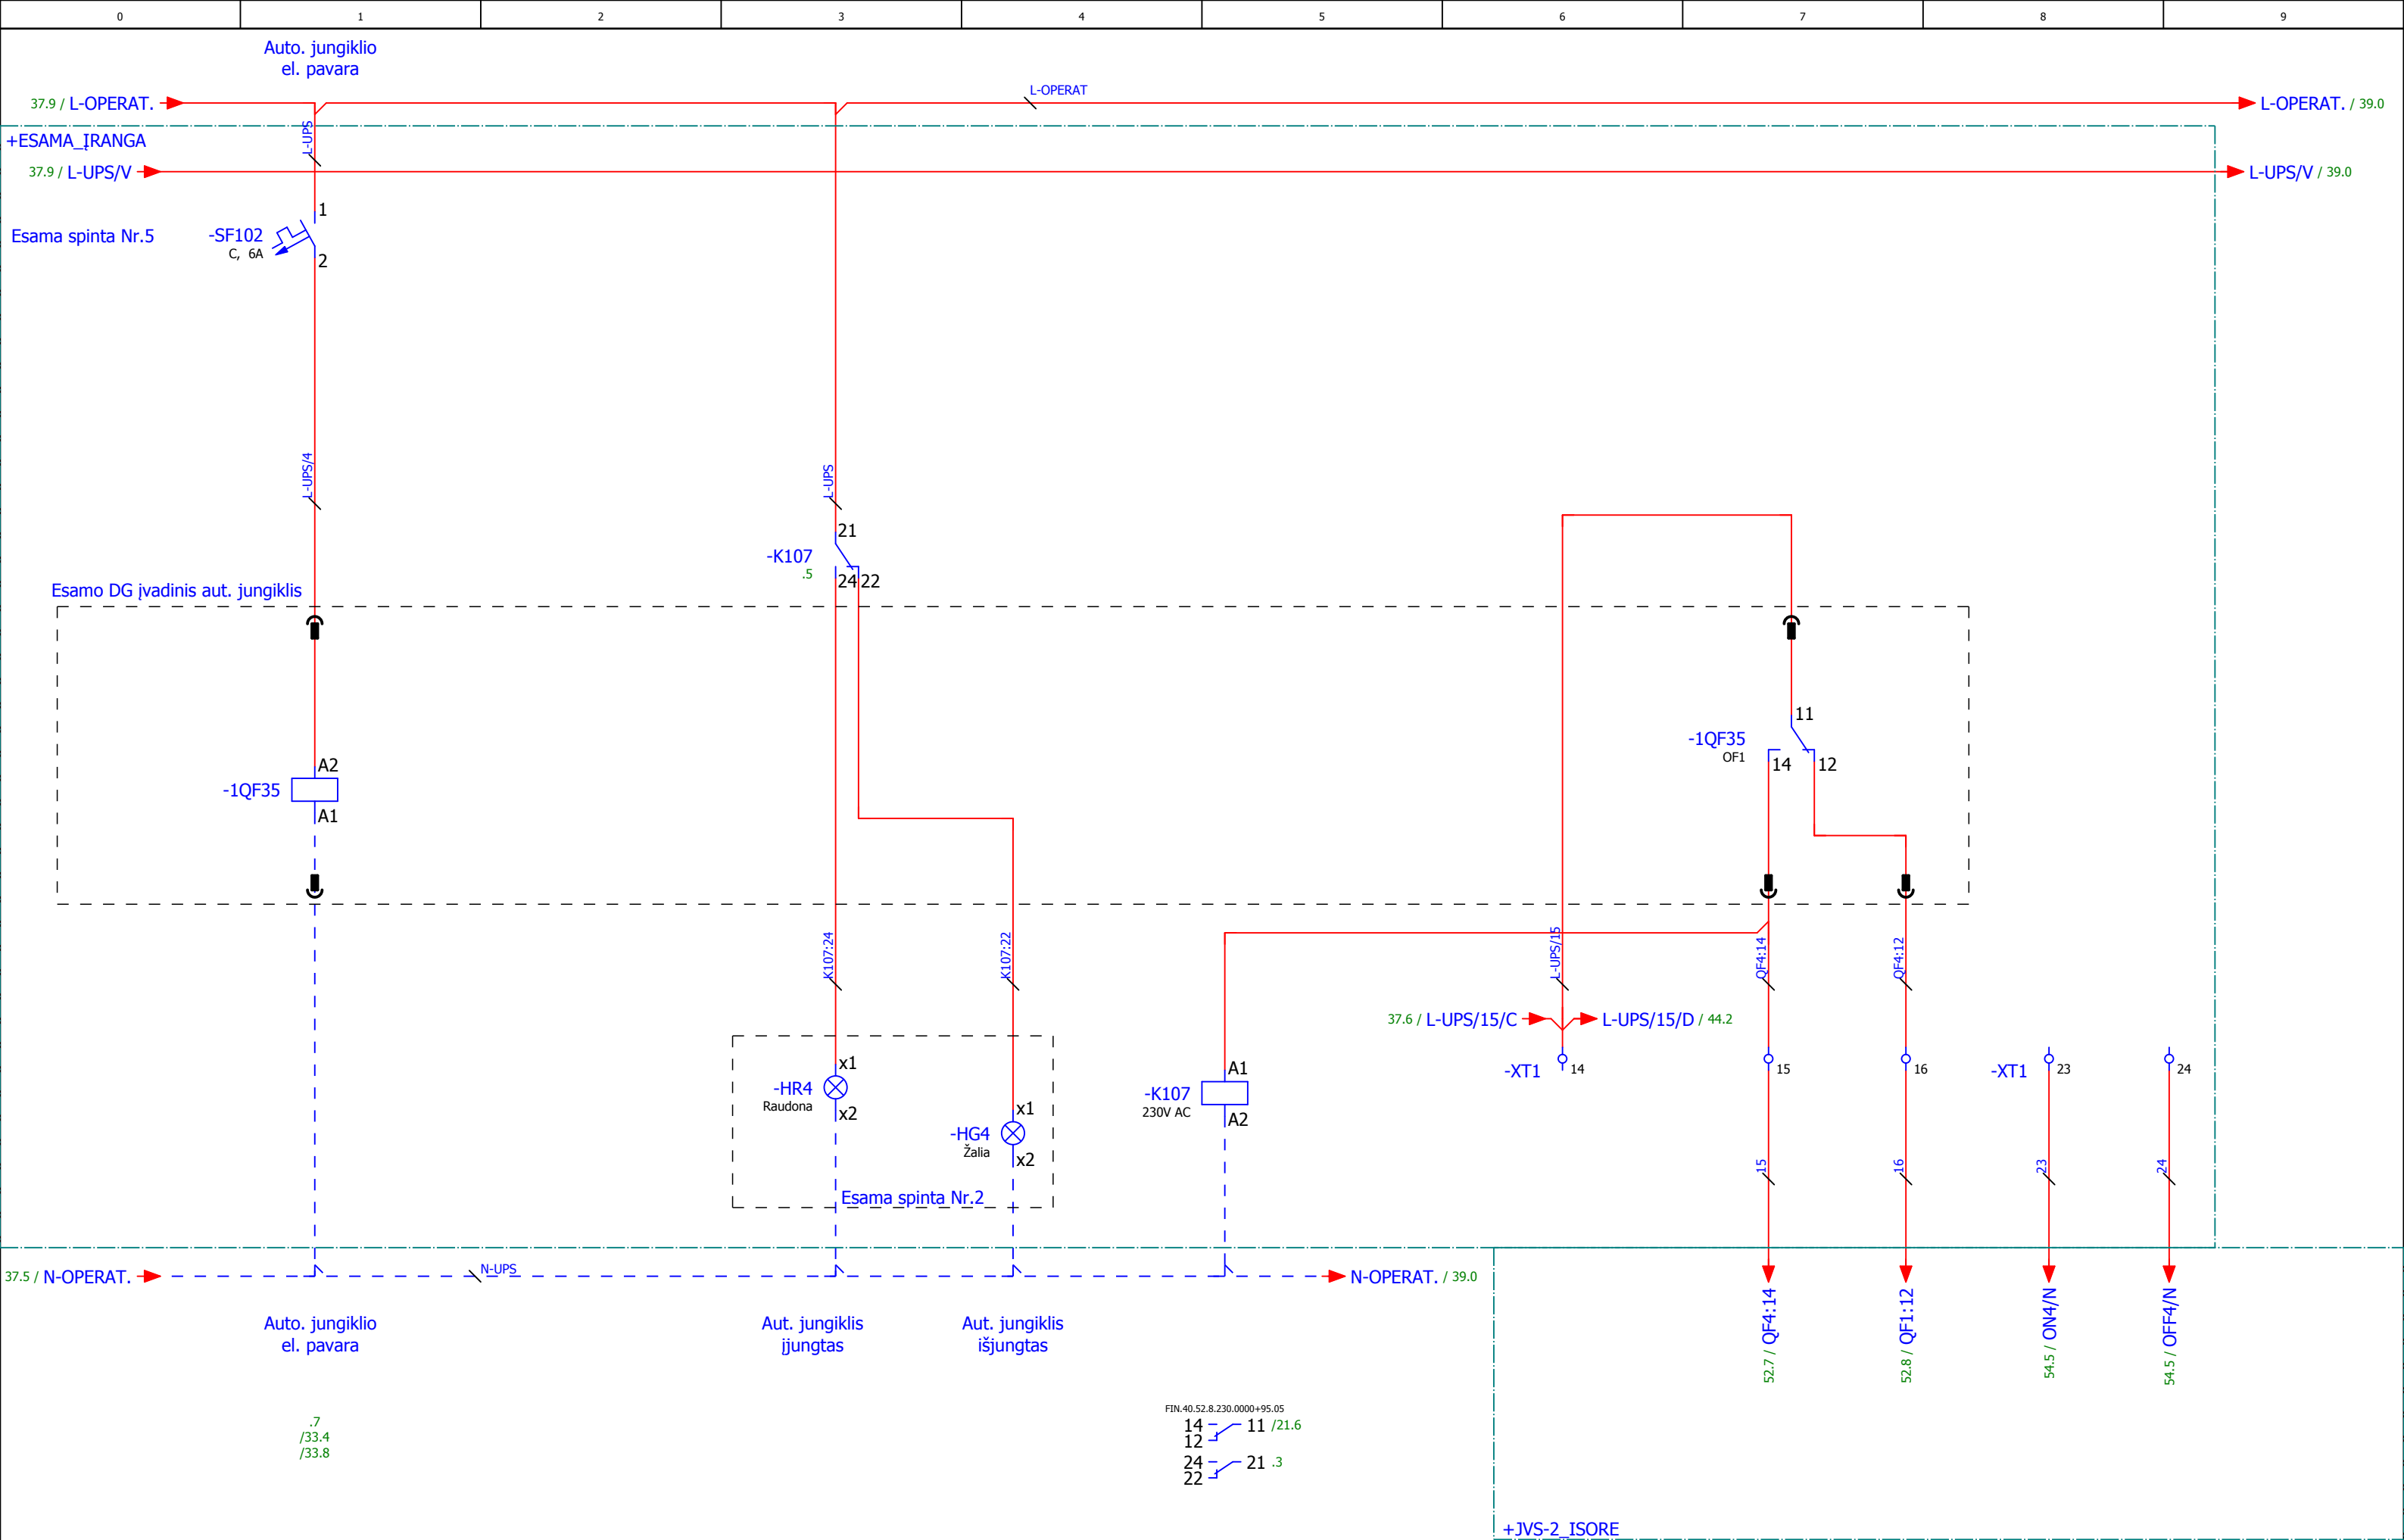 0 1 2 3 4 5 6 7 8 9
Auto. jungiklio
el. pavara
37.9 / L-OPERAT.
L-OPERAT
L-OPERAT. / 39.0
+ESAMA_ĮRANGA
L-UPS
37.9 / L-UPS/V
L-UPS/V / 39.0
1
Esama spinta Nr.5
-SF102
C, 6A
2
L-UPS/4
L-UPS
21
-K107
.5
24 22
Esamo DG įvadinis aut. jungiklis
11
-1QF35
OF1
14 12
A2
-1QF35
A1
K107:24
K107:22
L-UPS/15
QF4:14
QF4:12
37.6 / L-UPS/15/C
L-UPS/15/D / 44.2
x1
-HR4
Raudona
x2
x1
-HG4
Žalia
x2
Esama spinta Nr.2
A1
-K107
230V AC
A2
-XT1 14
15
16
-XT1 23
24
15
16
23
24
37.5 / N-OPERAT.
N-UPS
N-OPERAT. / 39.0
52.7 / QF4:14
52.8 / QF1:12
54.5 / ON4/N
54.5 / OFF4/N
Auto. jungiklio
el. pavara
Aut. jungiklis
įjungtas
Aut. jungiklis
išjungtas
.7
/33.4
/33.8
FIN.40.52.8.230.0000+95.05
14 11 /21.6
12
24 21 .3
22
+JVS-2_ISORE